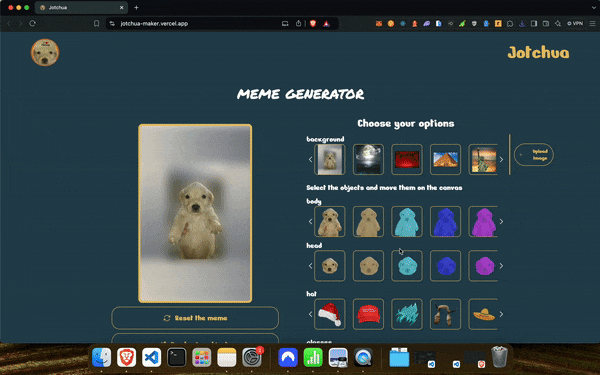 Jotchua
jotchua-maker.vercel.app
VPN
Jotchua
MEME GENERATOR
Choose your options
background
Upload Image
Select the objects and move them on the canvas
body
head
hat
Reset the meme